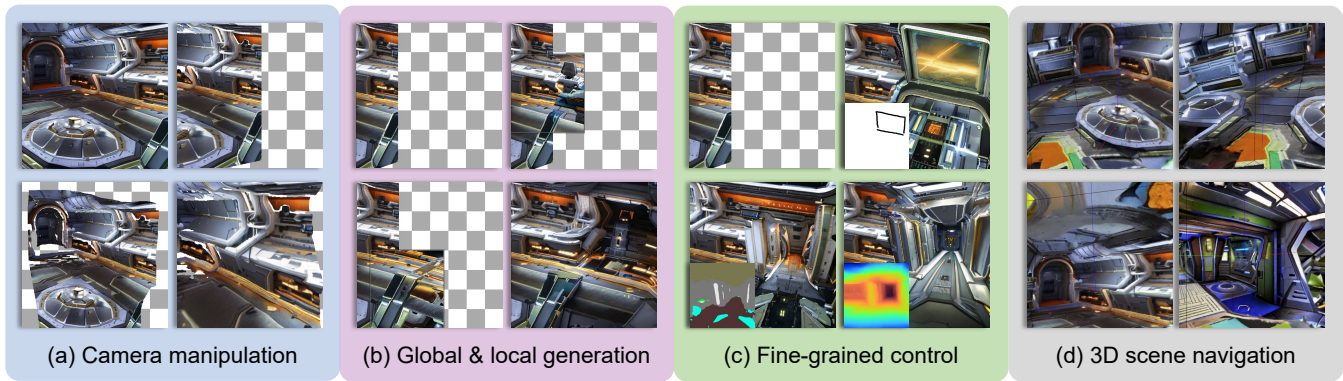 (a) Camera manipulation
(b) Global & local generation
(c) Fine-grained control
(d) 3D scene navigation